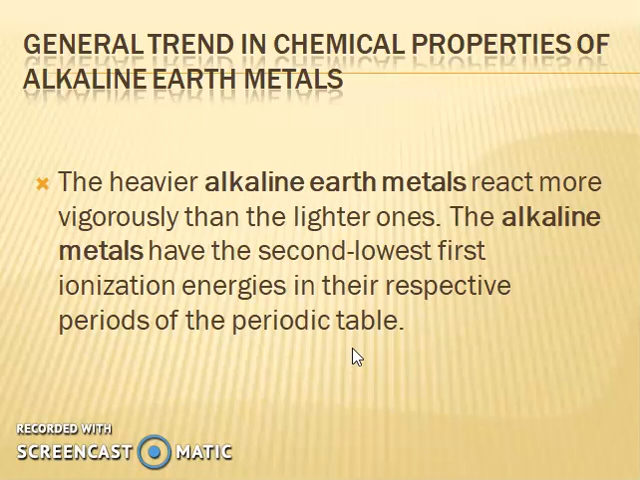 GENERAL TREND IN CHEMICAL PROPERTIES OF
ALKALINE EARTH METALS
The heavier alkaline earth metals react more
vigorously than the lighter ones. The alkaline
metals have the second-lowest first
ionization energies in their respective
periods of the periodic table.
RECORDED WITH
SCREENCAST MATIC